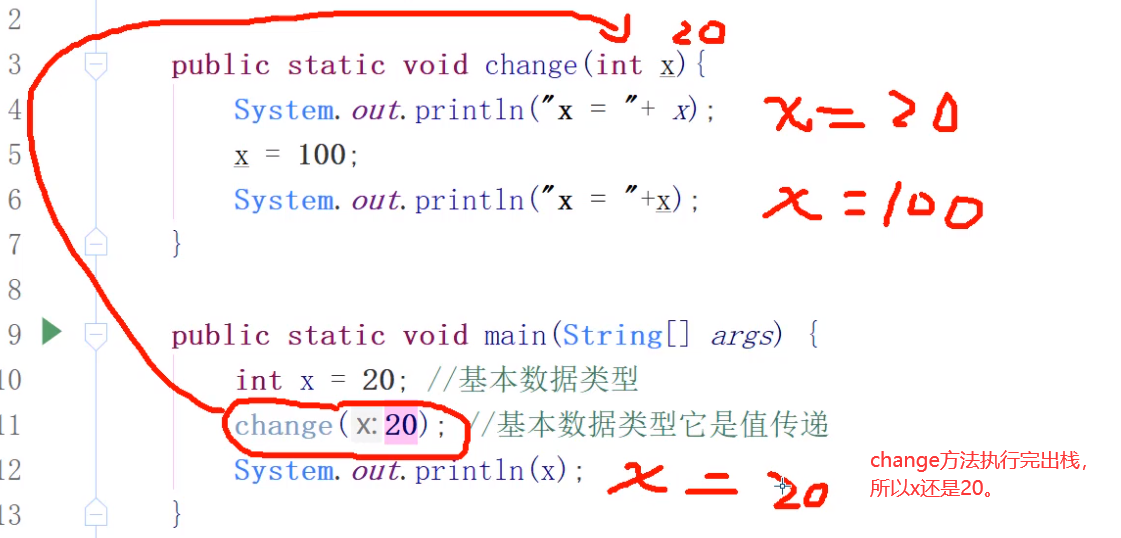 2
20
3 public static void change(int x){
4 System.out.println("x = "+ x); x = 20
5 x = 100;
6 System.out.println("x = "+x); x = 100
7 }
8
9 public static void main(String[] args) {
10 int x = 20; //基本数据类型
11 change( x: 20); //基本数据类型它是值传递
12 System.out.println(x); x = 20
change方法执行完出栈，
所以x还是20。
13 }